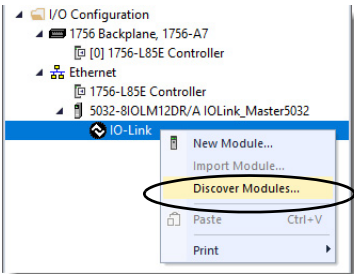 I/O Configuration
1756 Backplane, 1756-A7
[0] 1756-L85E Controller
Ethernet
1756-L85E Controller
5032-8IOLM12DR/A IOLink_Master5032
IO-Link
New Module...
Import Module...
Discover Modules...
Paste Ctrl+V
Print